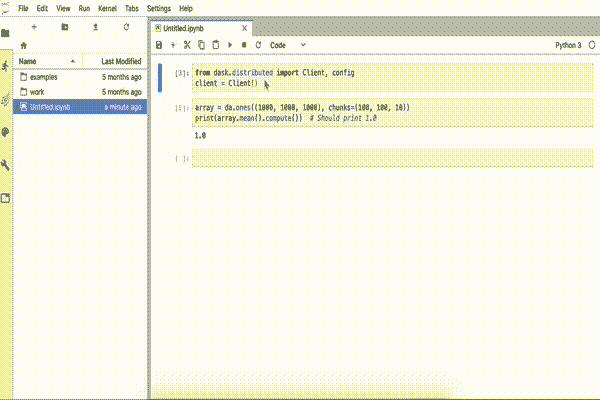 File Edit View Run Kernel Tabs Settings Help
Untitled.ipynb
Code
Python 3
Name Last Modified
examples 5 months ago
work 5 months ago
Untitled.ipynb a minute ago
[3]: from dask.distributed import Client, config
client = Client()
[5]: array = da.ones((1000, 1000, 1000), chunks=(100, 100, 10))
print(array.mean().compute()) # Should print 1.0
1.0
[ ]: